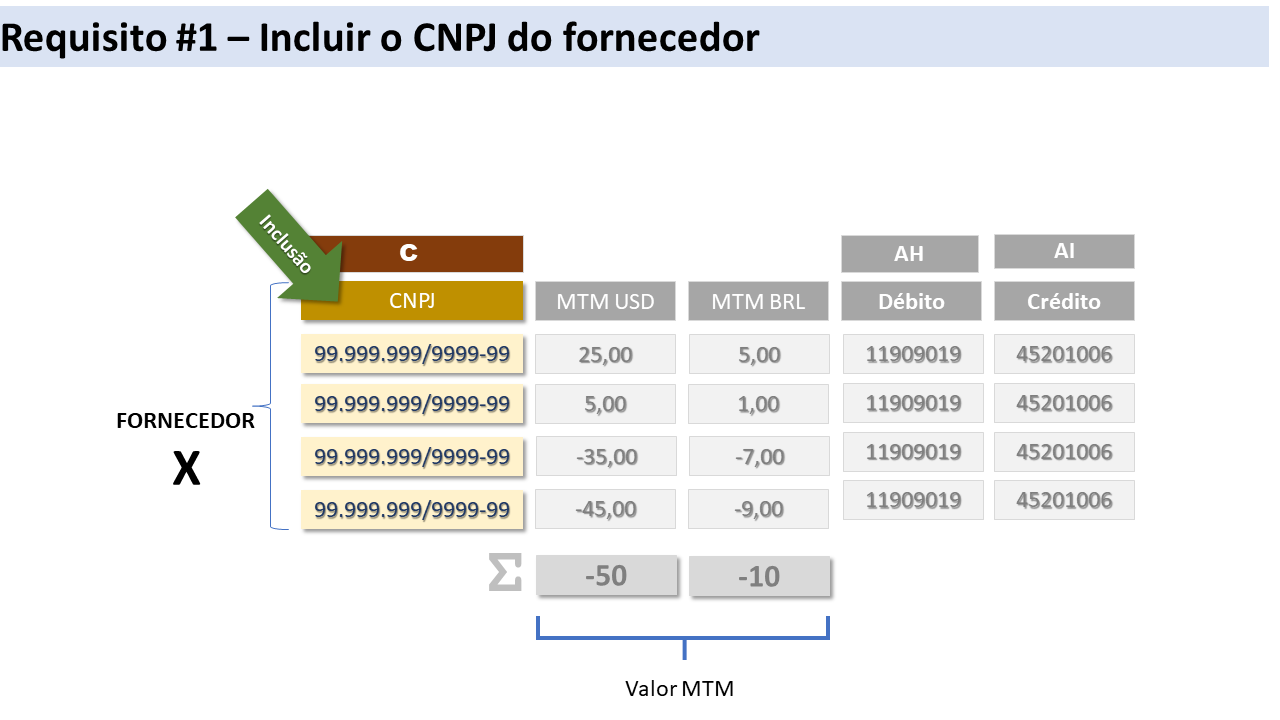 Requisito #1 – Incluir o CNPJ do fornecedor
Inclusão
C
AH
AI
CNPJ
MTM USD
MTM BRL
Débito
Crédito
99.999.999/9999-99
25,00
5,00
11909019
45201006
99.999.999/9999-99
5,00
1,00
11909019
45201006
FORNECEDOR
X
99.999.999/9999-99
-35,00
-7,00
11909019
45201006
99.999.999/9999-99
-45,00
-9,00
11909019
45201006
Σ
-50
-10
Valor MTM